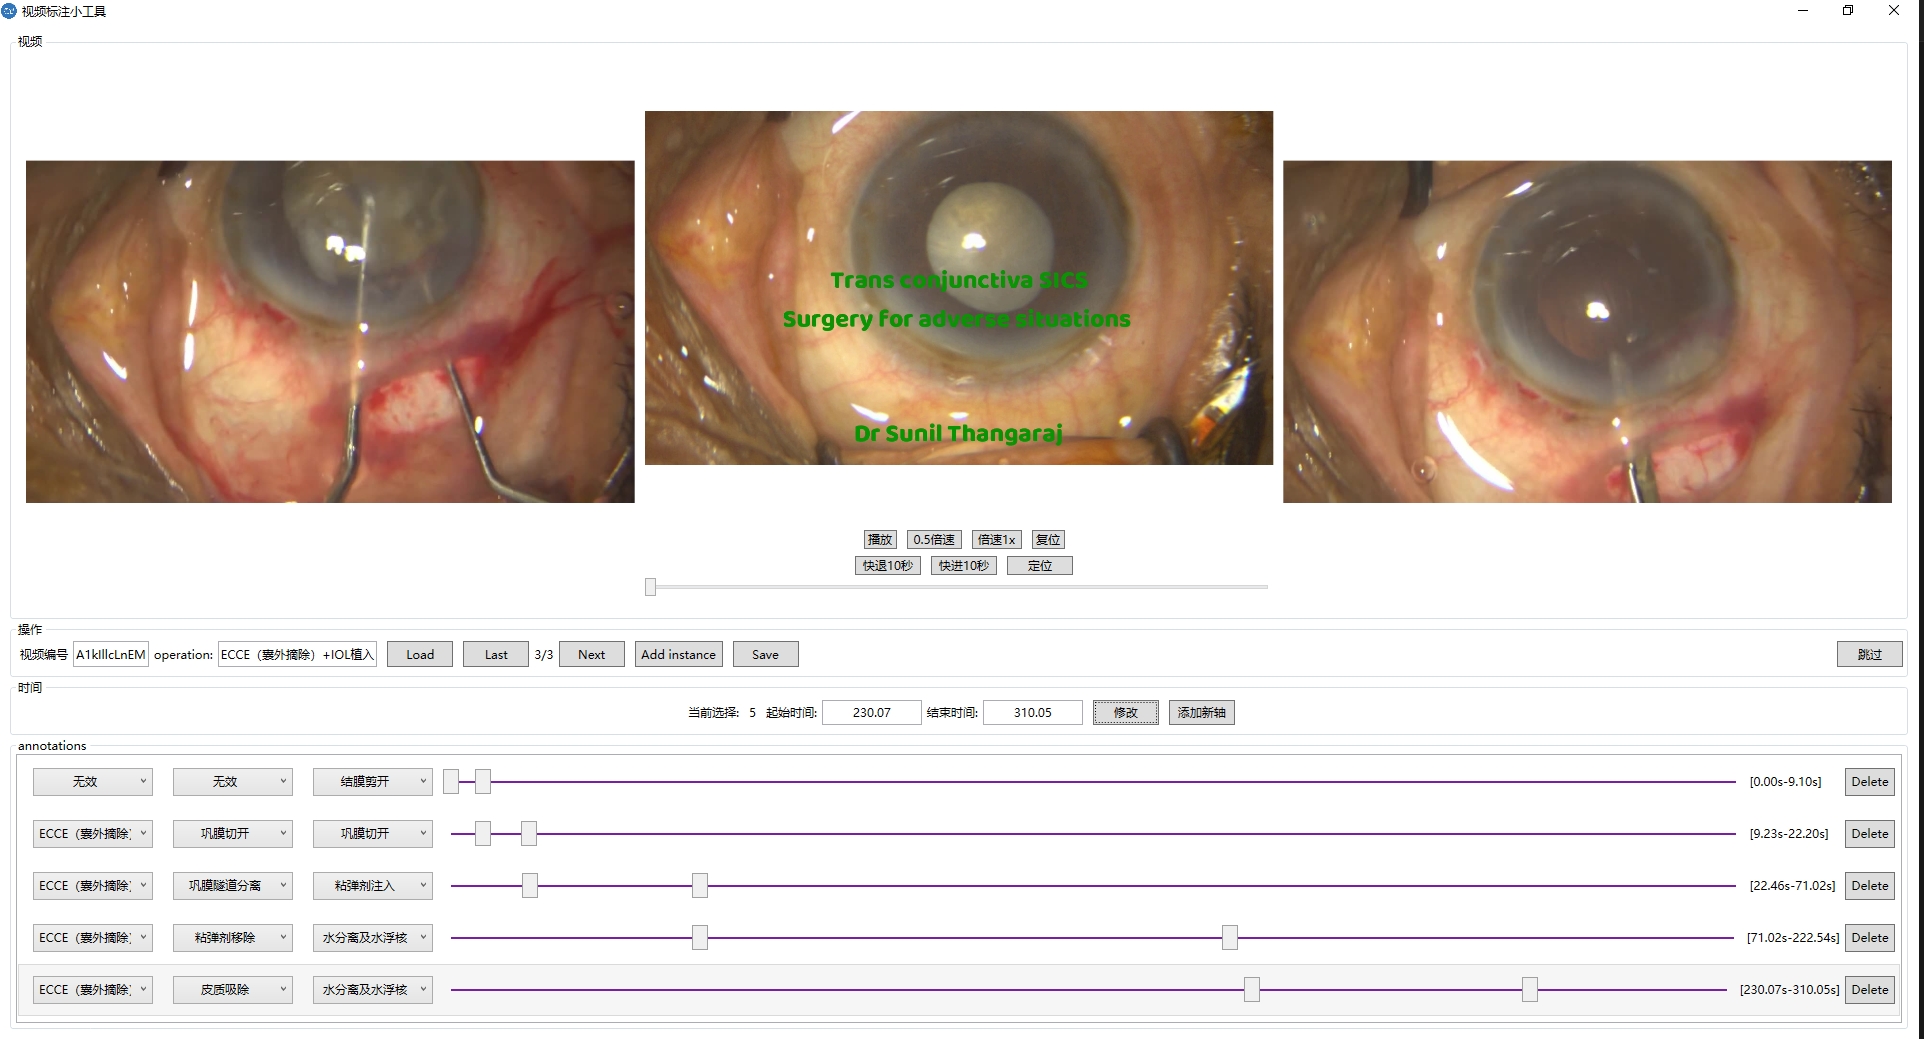 视频标注小工具
视频
Trans conjunctiva SICS
Surgery for adverse situations
Dr Sunil Thangaraj
播放 0.5倍速 倍速1x 复位
快退10秒 快进10秒 定位
操作
视频编号 A1kIllcLnEM operation: ECCE（囊外摘除）+IOL植入 Load Last 3/3 Next Add instance Save 跳过
时间
当前选择: 5 起始时间: 230.07 结束时间: 310.05 修改 添加新轴
annotations
无效 无效 结膜剪开 [0.00s-9.10s] Delete
ECCE（囊外摘除） 巩膜切开 巩膜切开 [9.23s-22.20s] Delete
ECCE（囊外摘除） 巩膜隧道分离 粘弹剂注入 [22.46s-71.02s] Delete
ECCE（囊外摘除） 粘弹剂移除 水分离及水浮核 [71.02s-222.54s] Delete
ECCE（囊外摘除） 皮质吸除 水分离及水浮核 [230.07s-310.05s] Delete